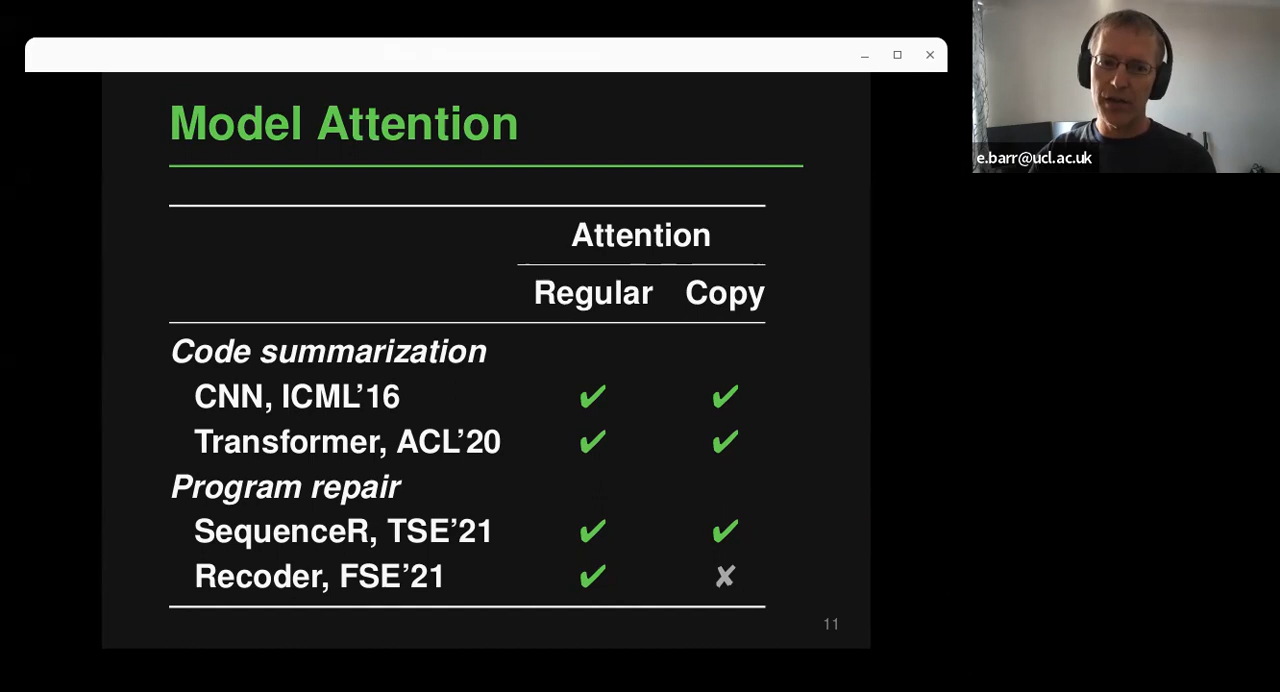 Model Attention
e.barr@ucl.ac.uk
Attention
Regular Copy
Code summarization
CNN, ICML’16 ✔ ✔
Transformer, ACL’20 ✔ ✔
Program repair
SequenceR, TSE’21 ✔ ✔
Recoder, FSE’21 ✔ ✘
11